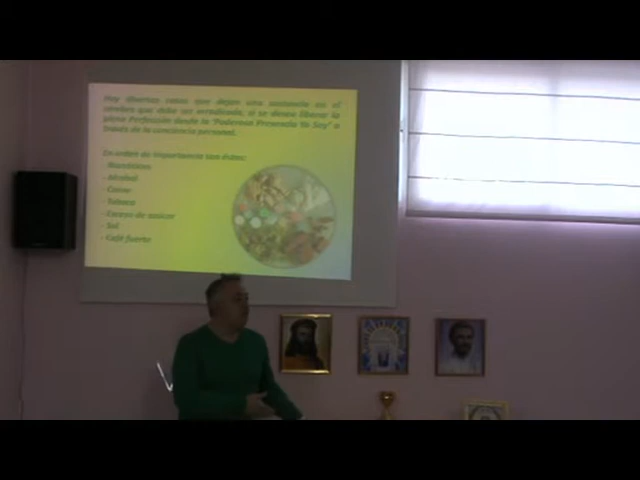 Hay diversas cosas que dejan una sustancia en el
cerebro que debe ser erradicada, si se desea liberar la
plena Perfección desde la "Poderosa Presencia Yo Soy" a
través de la conciencia personal.
En orden de importancia son éstas:
- Narcóticos
- Alcohol
- Carne
- Tabaco
- Exceso de azúcar
- Sal
- Café fuerte